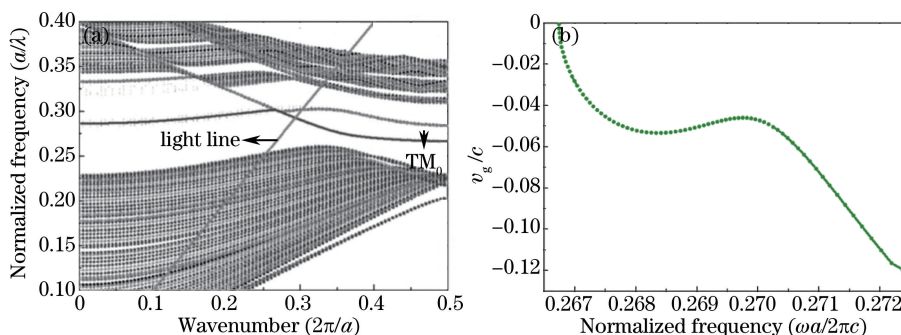 (a)
Normalized frequency (a/λ)
0.40
0.35
0.30
0.25
0.20
0.15
0.10
light line
TM₀
0 0.1 0.2 0.3 0.4 0.5
Wavenumber (2π/a)
(b)
v_g/c
0
−0.02
−0.04
−0.06
−0.08
−0.10
−0.12
0.267 0.268 0.269 0.270 0.271 0.272
Normalized frequency (ωa/2πc)